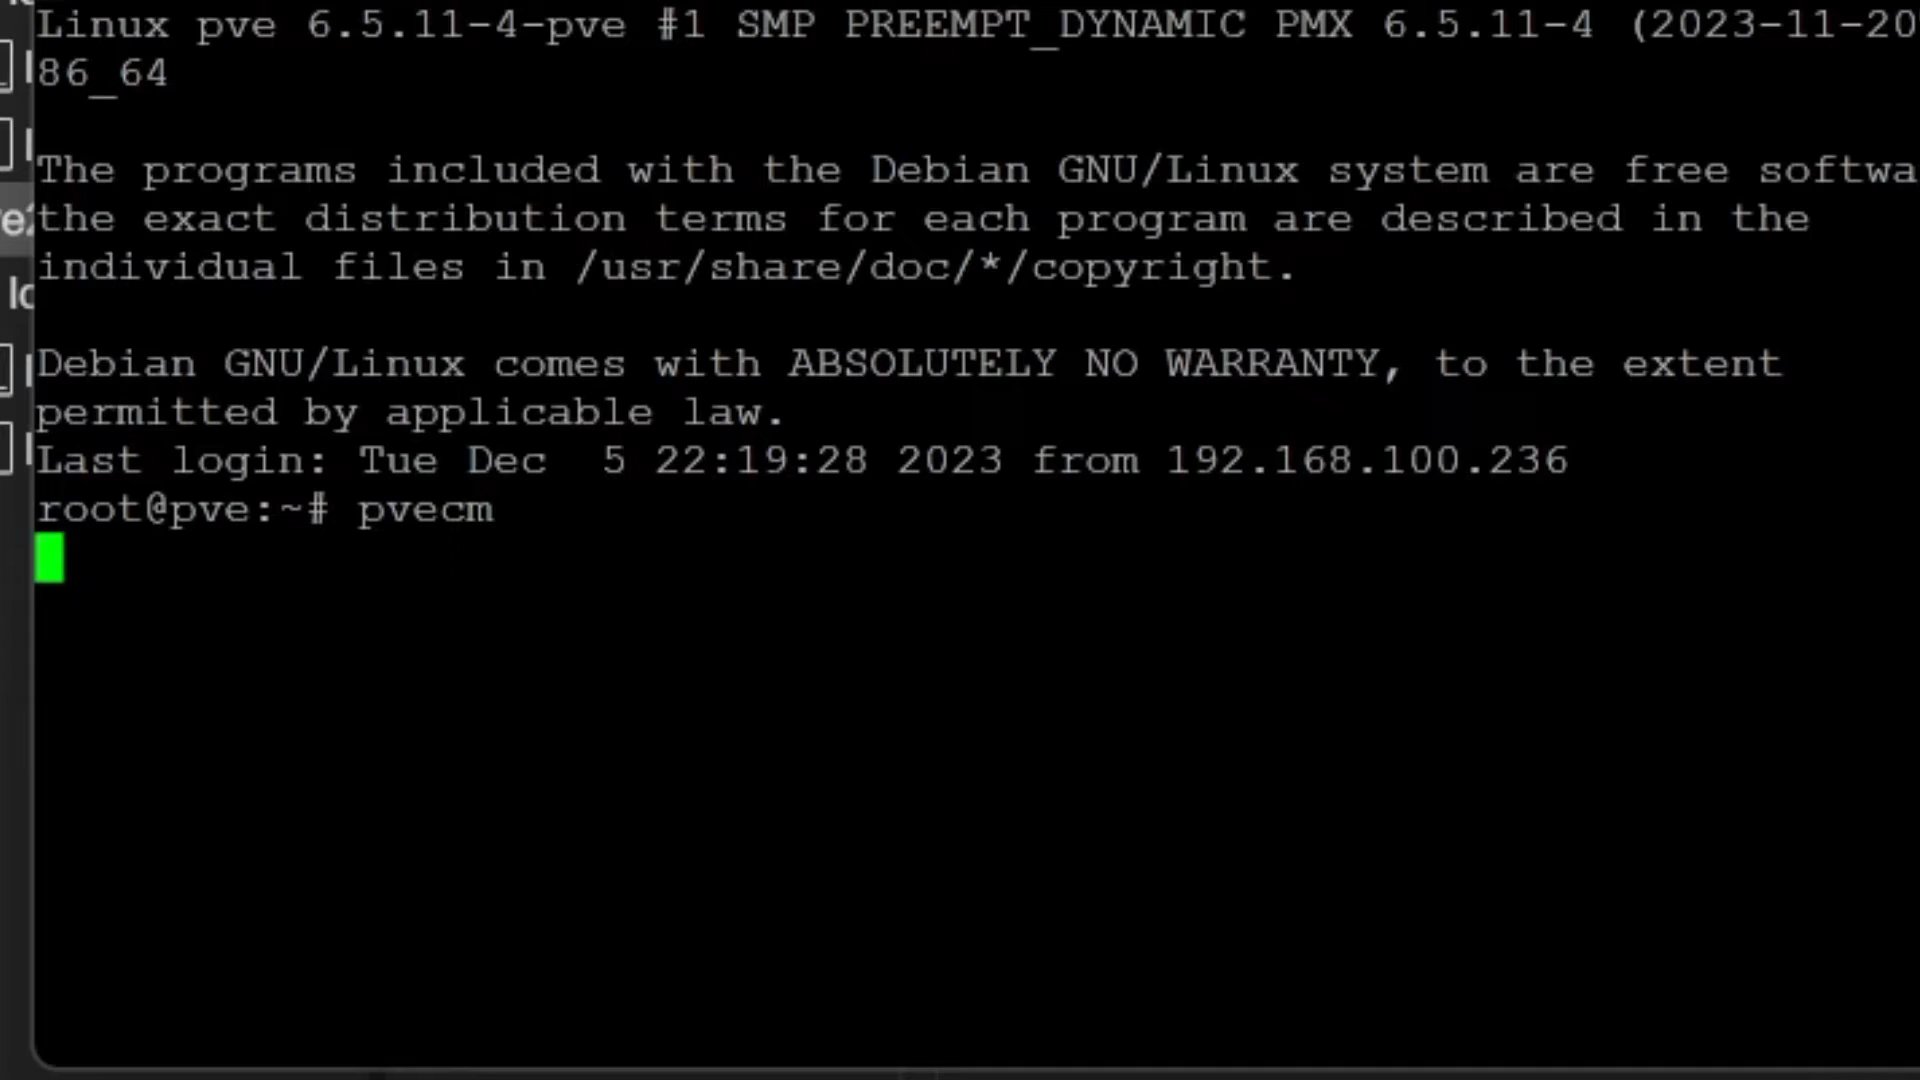 Linux pve 6.5.11-4-pve #1 SMP PREEMPT_DYNAMIC PMX 6.5.11-4 (2023-11-20
86_64
The programs included with the Debian GNU/Linux system are free softwa
the exact distribution terms for each program are described in the
individual files in /usr/share/doc/*/copyright.
Debian GNU/Linux comes with ABSOLUTELY NO WARRANTY, to the extent
permitted by applicable law.
Last login: Tue Dec  5 22:19:28 2023 from 192.168.100.236
root@pve:~# pvecm